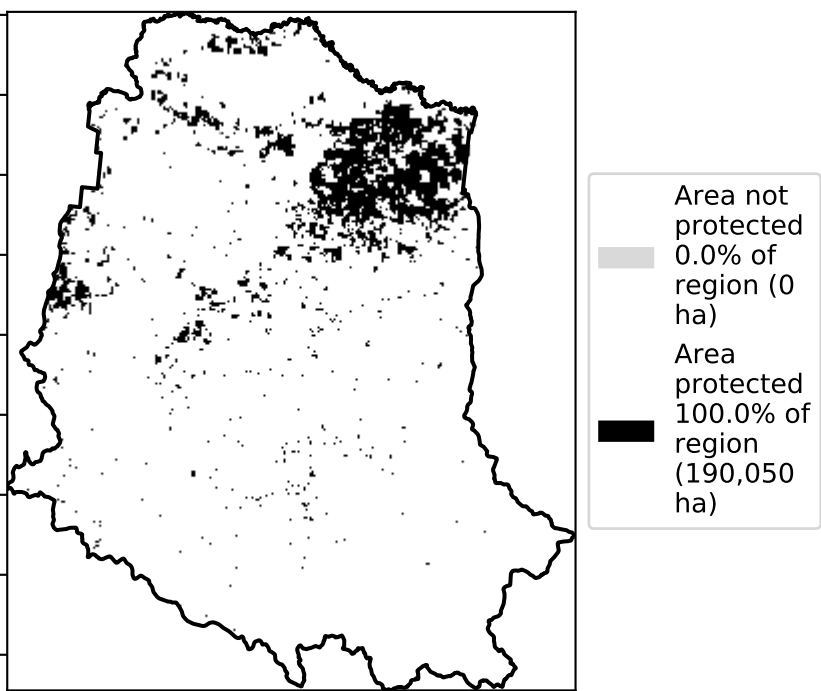 Area not
protected
0.0% of
region (0
ha)
Area
protected
100.0% of
region
(190,050
ha)